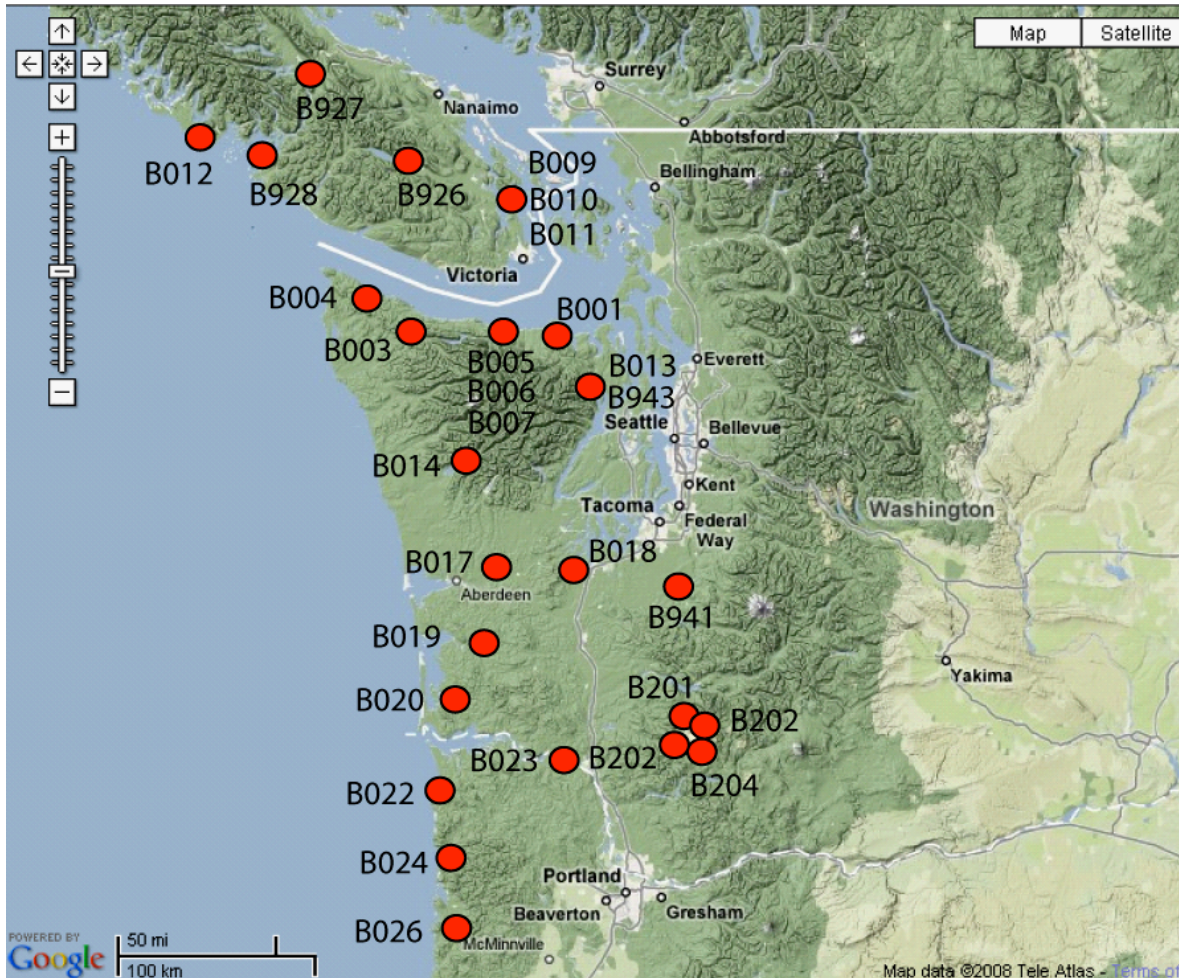 Map
Satellite
Surrey
B927
Nanaimo
Abbotsford
B012
B928
B926
B009
B010
B011
Bellingham
Victoria
B004
B003
B001
B005
B006
B007
B013
B943
Everett
Seattle
Bellevue
B014
Kent
Tacoma
Federal
Way
Washington
B017
B018
Aberdeen
B941
B019
Yakima
B020
B201
B202
B023
B202
B204
B022
B024
Portland
Beaverton
Gresham
B026
McMinnville
POWERED BY
Google
50 mi
100 km
Map data ©2008 Tele Atlas - Terms of